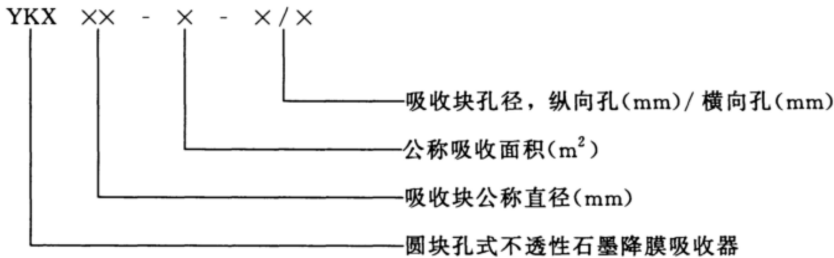 YKX ×× - × - ×/×
吸收块孔径，纵向孔(mm)/横向孔(mm)
公称吸收面积(m²)
吸收块公称直径(mm)
圆块孔式不透性石墨降膜吸收器